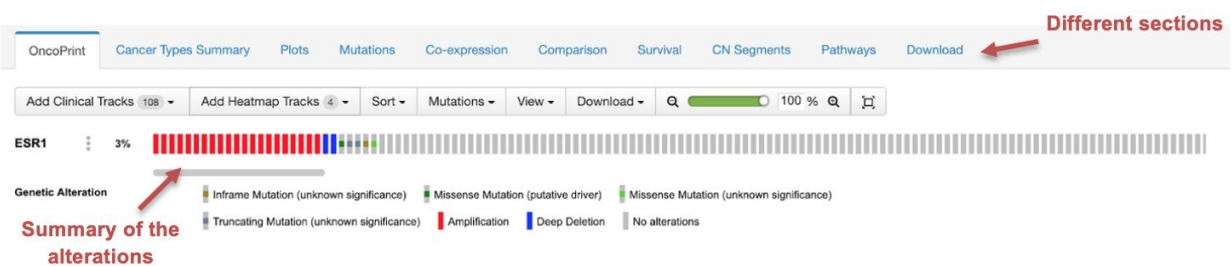 Different sections
OncoPrint Cancer Types Summary Plots Mutations Co-expression Comparison Survival CN Segments Pathways Download
Add Clinical Tracks 108 Add Heatmap Tracks 4 Sort Mutations View Download 100 %
ESR1 3%
Genetic Alteration Inframe Mutation (unknown significance) Missense Mutation (putative driver) Missense Mutation (unknown significance)
Truncating Mutation (unknown significance) Amplification Deep Deletion No alterations
Summary of the
alterations